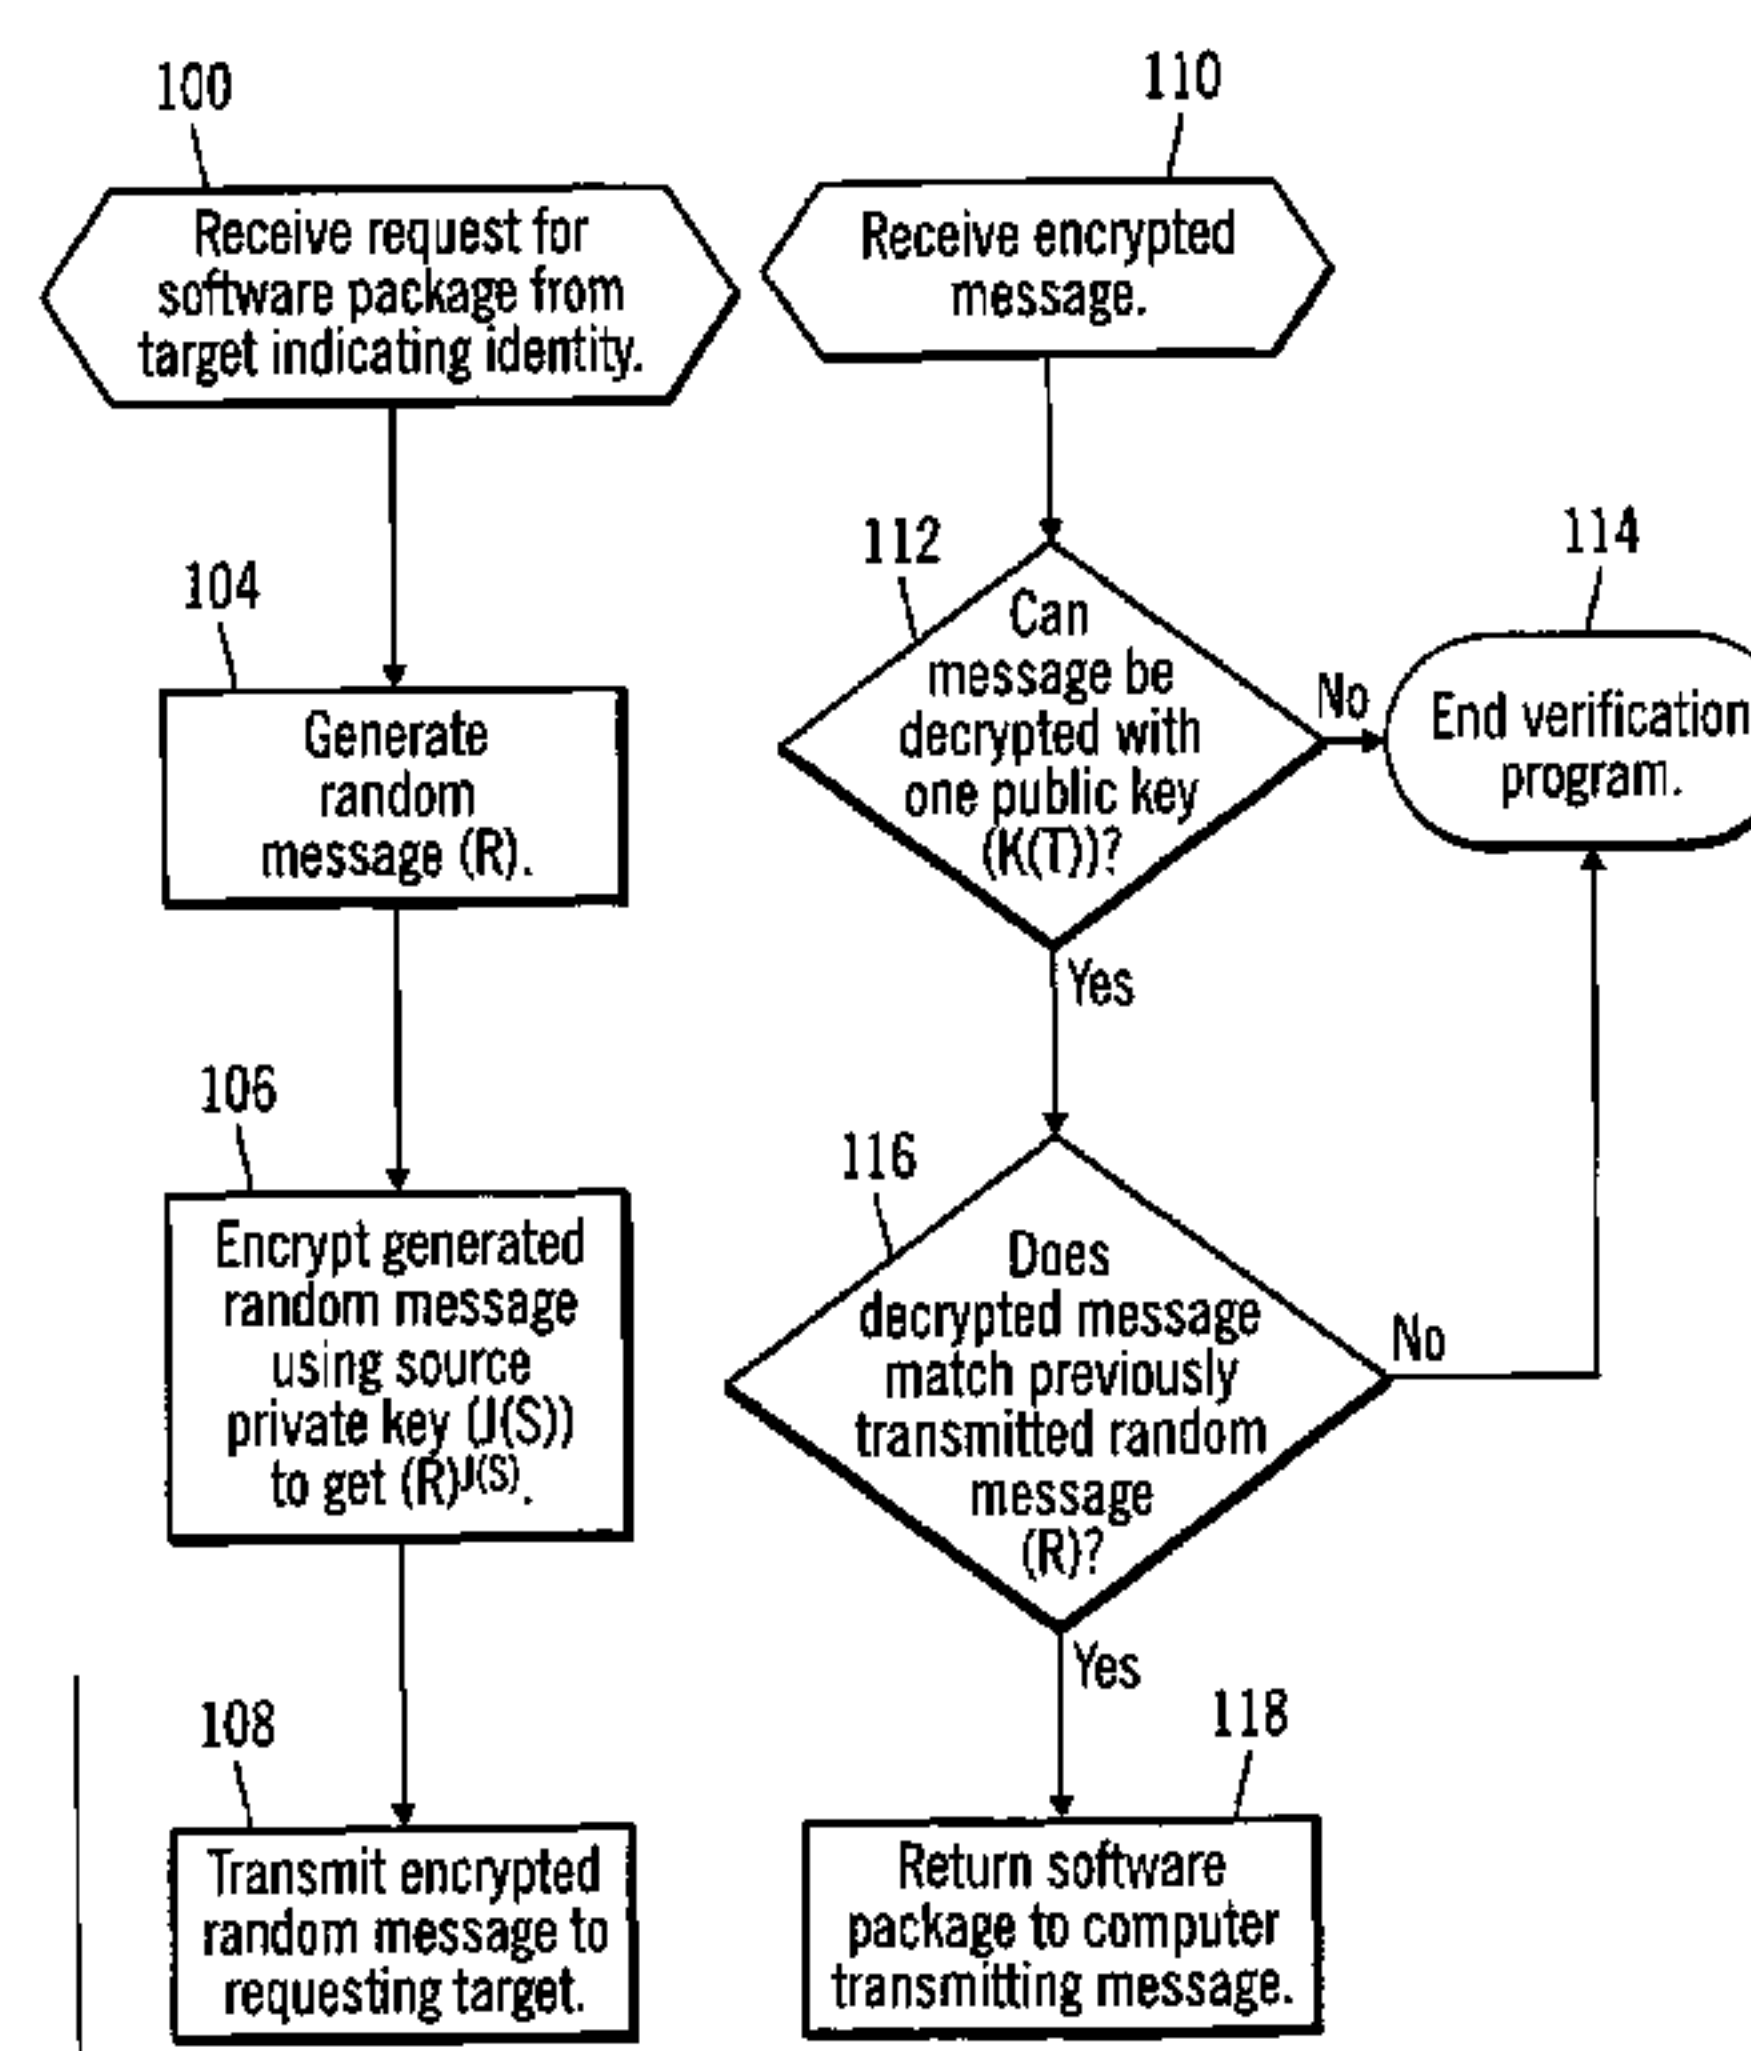 100
Receive request for
software package from
target indicating identity.
104
Generate
random
message (R).
106
Encrypt generated
random message
using source
private key (J(S))
to get (R)J(S).
108
Transmit encrypted
random message to
requesting target.
110
Receive encrypted
message.
112
Can
message be
decrypted with
one public key
(K(T))?
No
114
End verification
program.
Yes
116
Does
decrypted message
match previously
transmitted random
message
(R)?
No
Yes
118
Return software
package to computer
transmitting message.